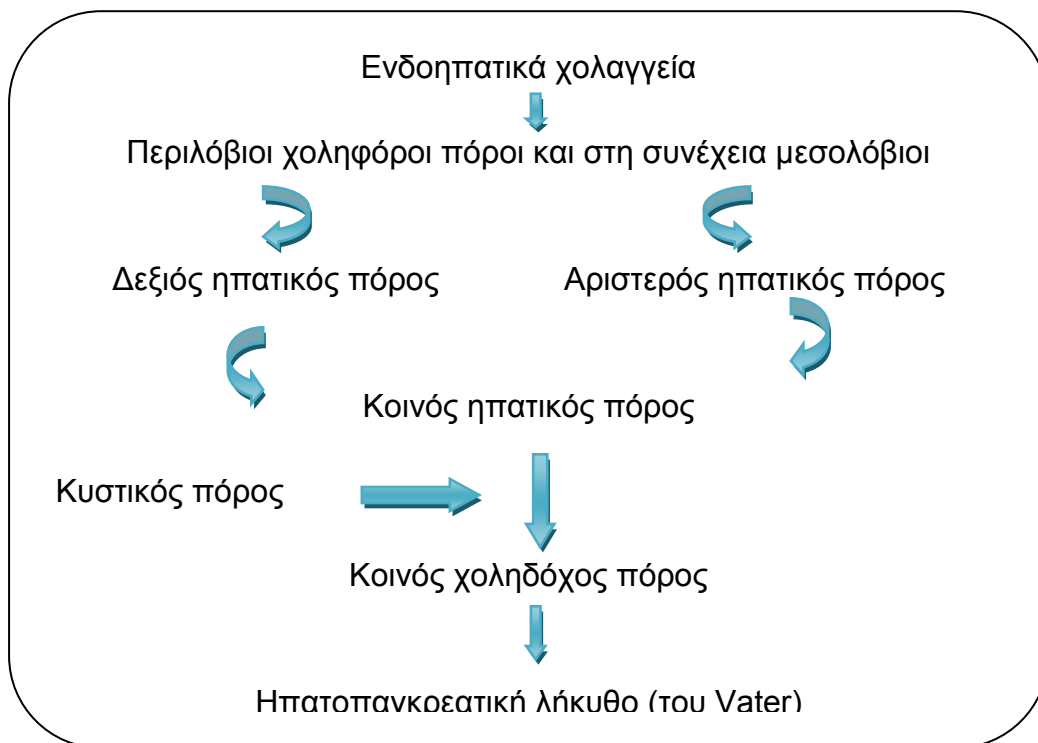 Ενδοηπατικά χολαγγεία
Περιλόβιοι χοληφόροι πόροι και στη συνέχεια μεσολόβιοι
Δεξιός ηπατικός πόρος Αριστερός ηπατικός πόρος
Κοινός ηπατικός πόρος
Κυστικός πόρος
Κοινός χοληδόχος πόρος
Ηπατοπανκρεατική λήκυθο (του Vater)